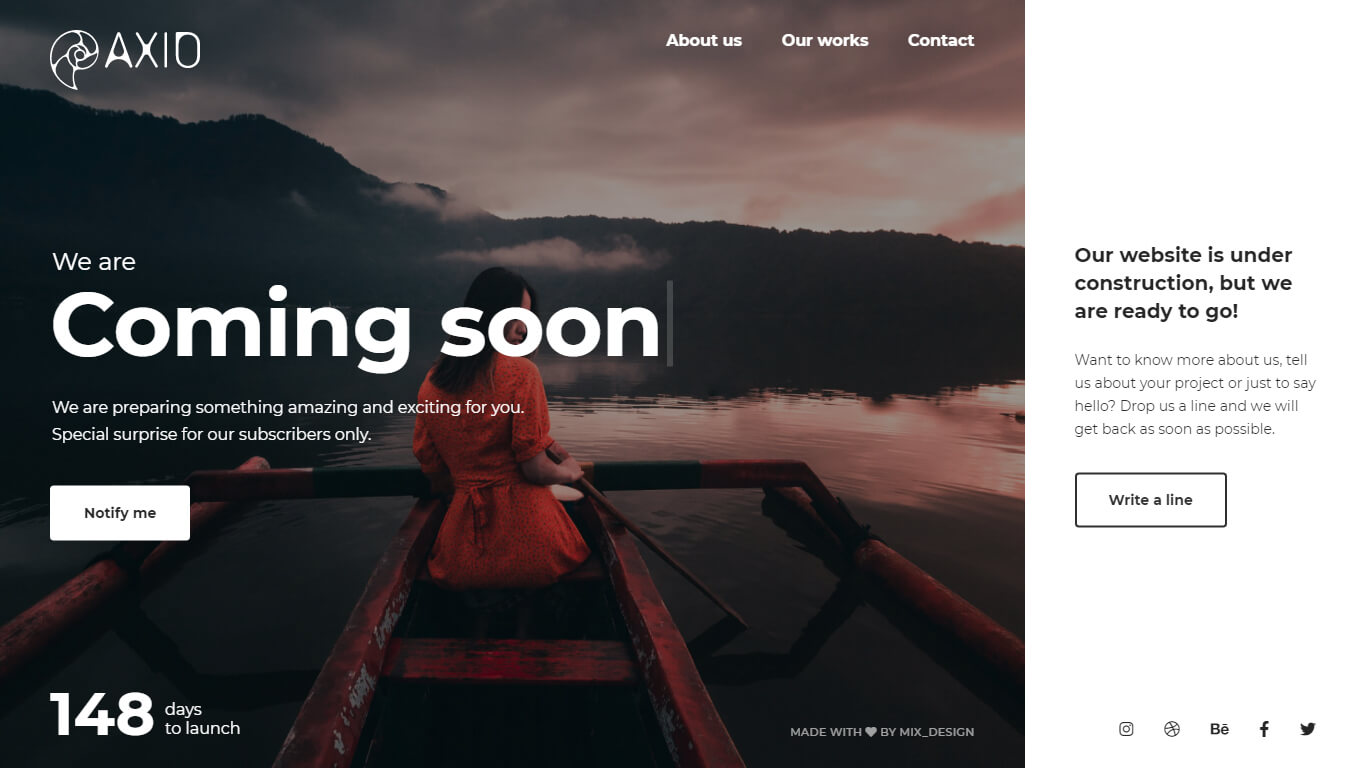 AXID
About us
Our works
Contact
We are
Coming soon
We are preparing something amazing and exciting for you.
Special surprise for our subscribers only.
Notify me
148
days
to launch
MADE WITH BY MIX_DESIGN
Our website is under
construction, but we
are ready to go!
Want to know more about us, tell
us about your project or just to say
hello? Drop us a line and we will
get back as soon as possible.
Write a line
Bē